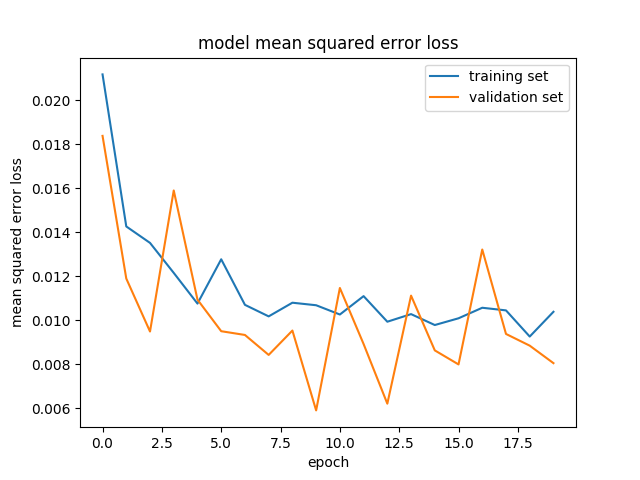 model mean squared error loss
training set
validation set
mean squared error loss
0.020
0.018
0.016
0.014
0.012
0.010
0.008
0.006
0.0 2.5 5.0 7.5 10.0 12.5 15.0 17.5
epoch